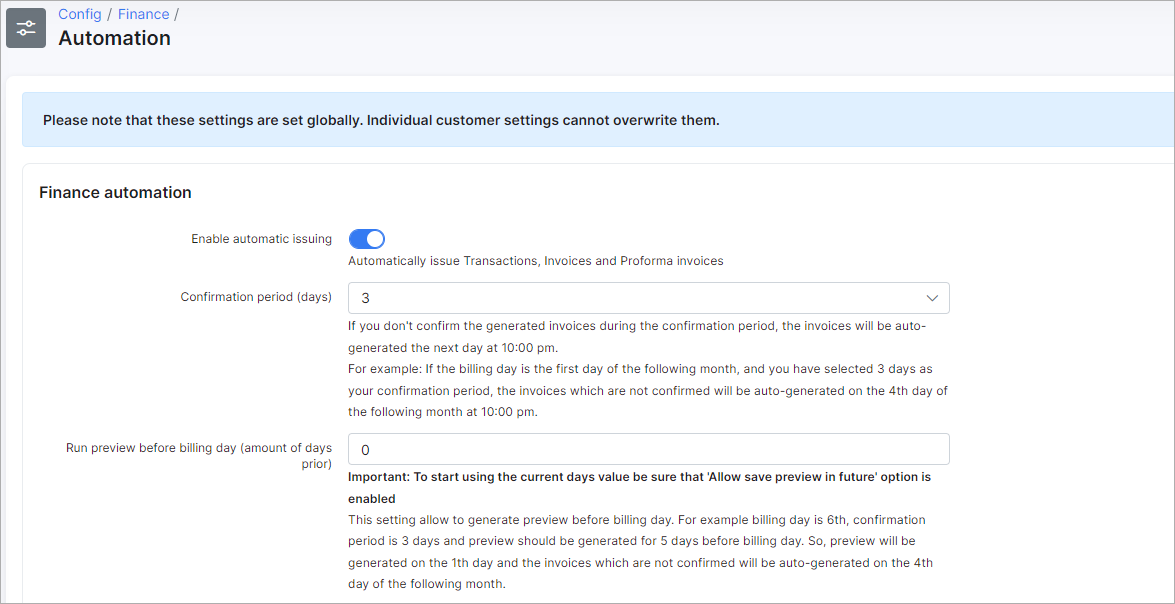 Config / Finance /
Automation
Please note that these settings are set globally. Individual customer settings cannot overwrite them.
Finance automation
Enable automatic issuing
Automatically issue Transactions, Invoices and Proforma invoices
Confirmation period (days)
3
If you don't confirm the generated invoices during the confirmation period, the invoices will be auto-
generated the next day at 10:00 pm.
For example: If the billing day is the first day of the following month, and you have selected 3 days as
your confirmation period, the invoices which are not confirmed will be auto-generated on the 4th day of
the following month at 10:00 pm.
Run preview before billing day (amount of days
prior)
0
Important: To start using the current days value be sure that 'Allow save preview in future' option is
enabled
This setting allow to generate preview before billing day. For example billing day is 6th, confirmation
period is 3 days and preview should be generated for 5 days before billing day. So, preview will be
generated on the 1th day and the invoices which are not confirmed will be auto-generated on the 4th
day of the following month.